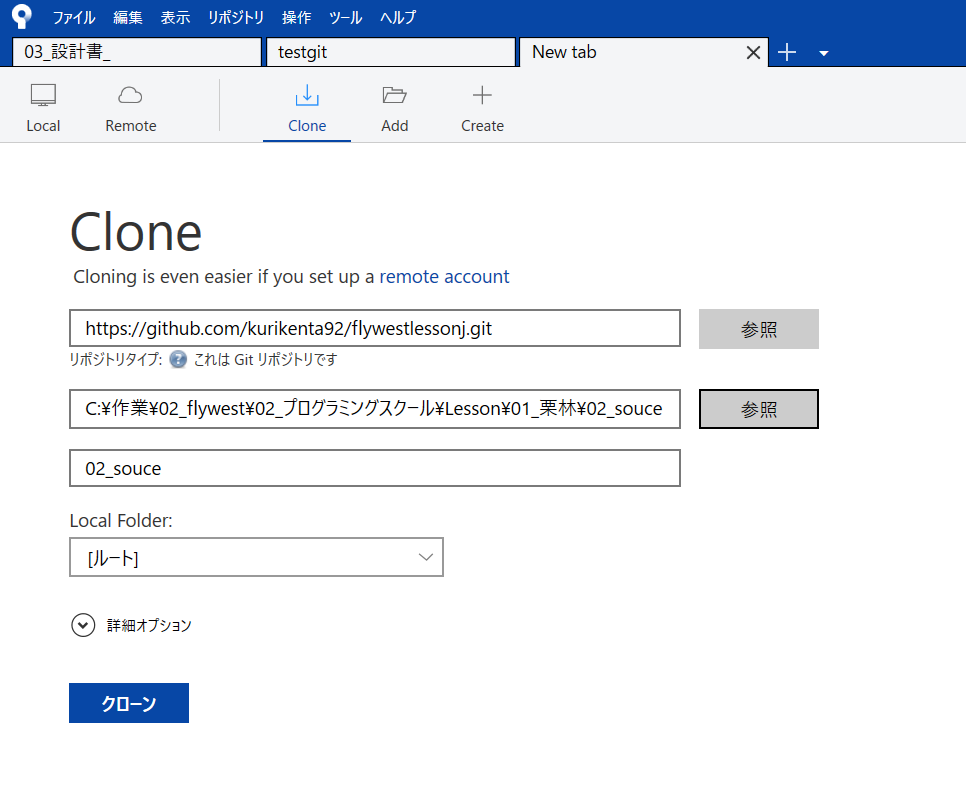 ファイル 編集 表示 リポジトリ 操作 ツール ヘルプ
03_設計書_ testgit New tab
Local Remote Clone Add Create
Clone
Cloning is even easier if you set up a remote account
https://github.com/kurikenta92/flywestlessonj.git 参照
リポジトリタイプ: ? これは Git リポジトリです
C:¥作業¥02_flywest¥02_プログラミングスクール¥Lesson¥01_栗林¥02_souce 参照
02_souce
Local Folder:
[ルート]
詳細オプション
クローン